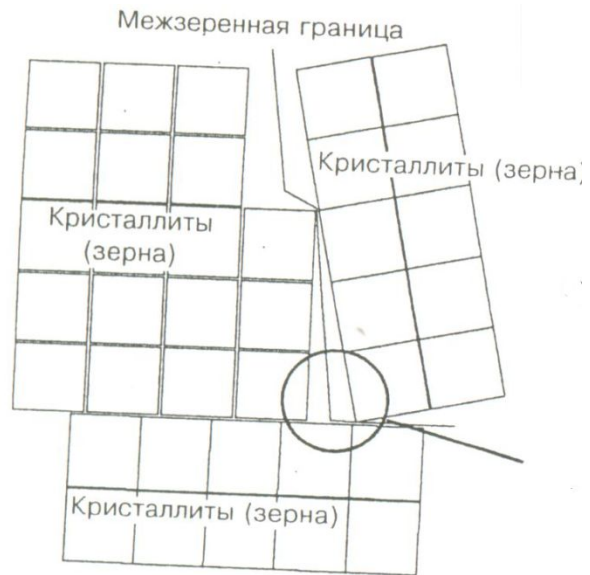 Межзеренная граница
Кристаллиты (зерна)
Кристаллиты
(зерна)
Кристаллиты (зерна)